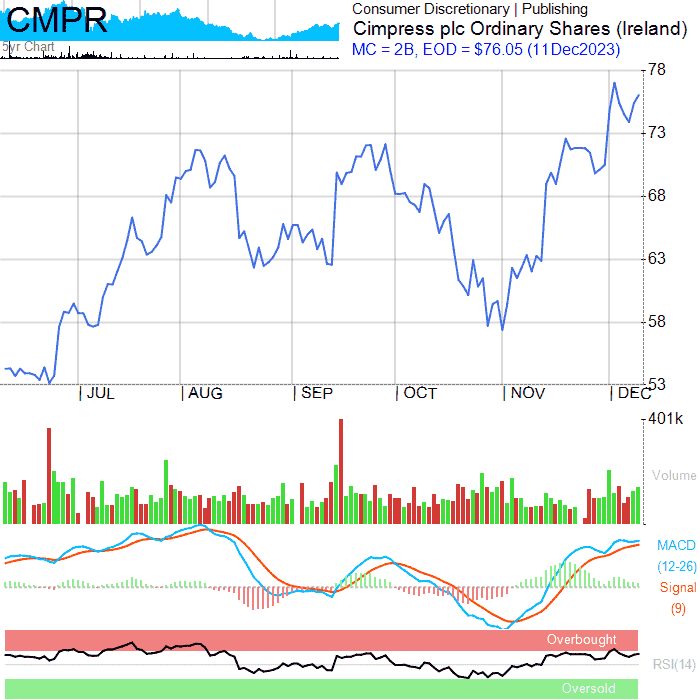 CMPR
5yr Chart
Consumer Discretionary | Publishing
Cimpress plc Ordinary Shares (Ireland)
MC = 2B, EOD = $76.05 (11Dec2023)
78
73
68
63
58
53
| JUL | AUG | SEP | OCT | NOV | DEC
401k
Volume
MACD
(12-26)
Signal
(9)
Overbought
RSI(14)
Oversold